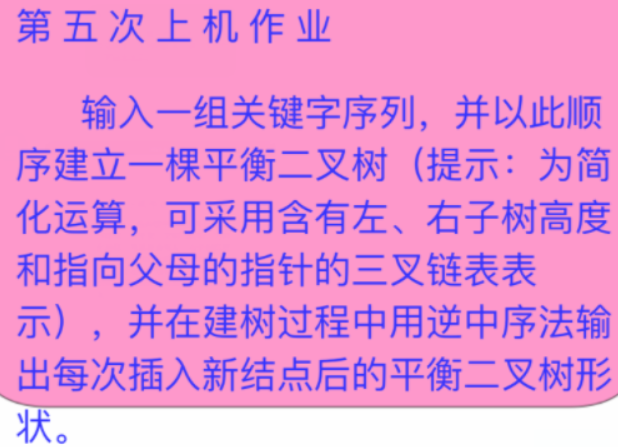 第五次上机作业
输入一组关键字序列，并以此顺
序建立一棵平衡二叉树（提示：为简
化运算，可采用含有左、右子树高度
和指向父母的指针的三叉链表表
示），并在建树过程中用逆中序法输
出每次插入新结点后的平衡二叉树形
状。